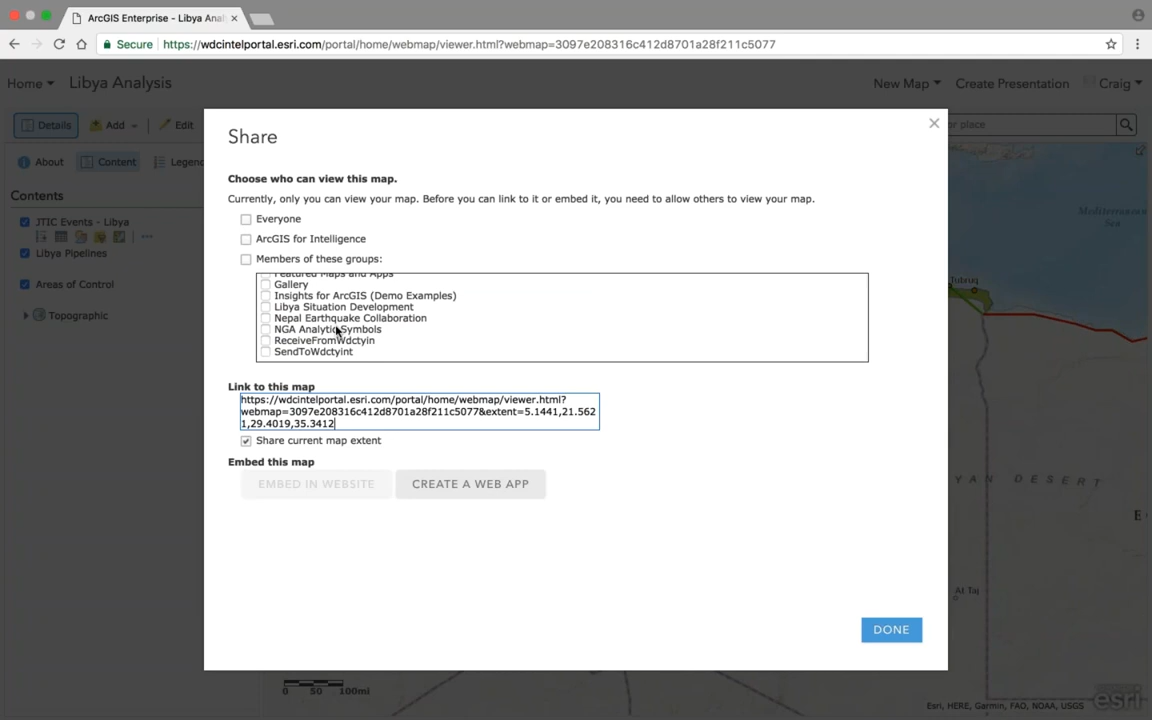 ArcGIS Enterprise - Libya Anal
Secure https://wdcintelportal.esri.com/portal/home/webmap/viewer.html?webmap=3097e208316c412d8701a28f211c5077
Home Libya Analysis New Map Create Presentation Craig
Details Add Edit or place
About Content Legend
Contents
JTIC Events - Libya
Libya Pipelines
Areas of Control
Topographic
Share
Choose who can view this map.
Currently, only you can view your map. Before you can link to it or embed it, you need to allow others to view your map.
Everyone
ArcGIS for Intelligence
Members of these groups:
Featured Maps and Apps
Gallery
Insights for ArcGIS (Demo Examples)
Libya Situation Development
Nepal Earthquake Collaboration
NGA Analytic Symbols
ReceiveFromWdctyin
SendToWdctyint
Link to this map
https://wdcintelportal.esri.com/portal/home/webmap/viewer.html?
webmap=3097e208316c412d8701a28f211c5077&extent=5.1441,21.562
1,29.4019,35.3412
Share current map extent
Embed this map
EMBED IN WEBSITE CREATE A WEB APP
DONE
Mediterranean
Sea
Tubruq
YAN DESERT
E
Al Taj
0 50 100mi
Esri, HERE, Garmin, FAO, NOAA, USGS
esri